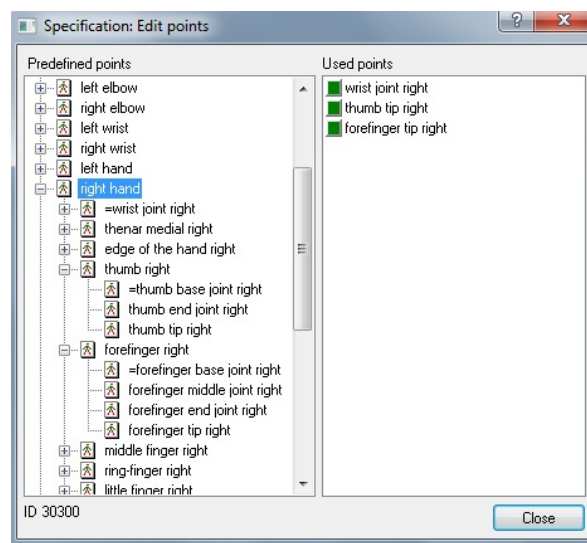 Specification: Edit points
Predefined points
left elbow
right elbow
left wrist
right wrist
left hand
right hand
=wrist joint right
thenar medial right
edge of the hand right
thumb right
=thumb base joint right
thumb end joint right
thumb tip right
forefinger right
=forefinger base joint right
forefinger middle joint right
forefinger end joint right
forefinger tip right
middle finger right
ring-finger right
little finger right
Used points
wrist joint right
thumb tip right
forefinger tip right
ID 30300
Close